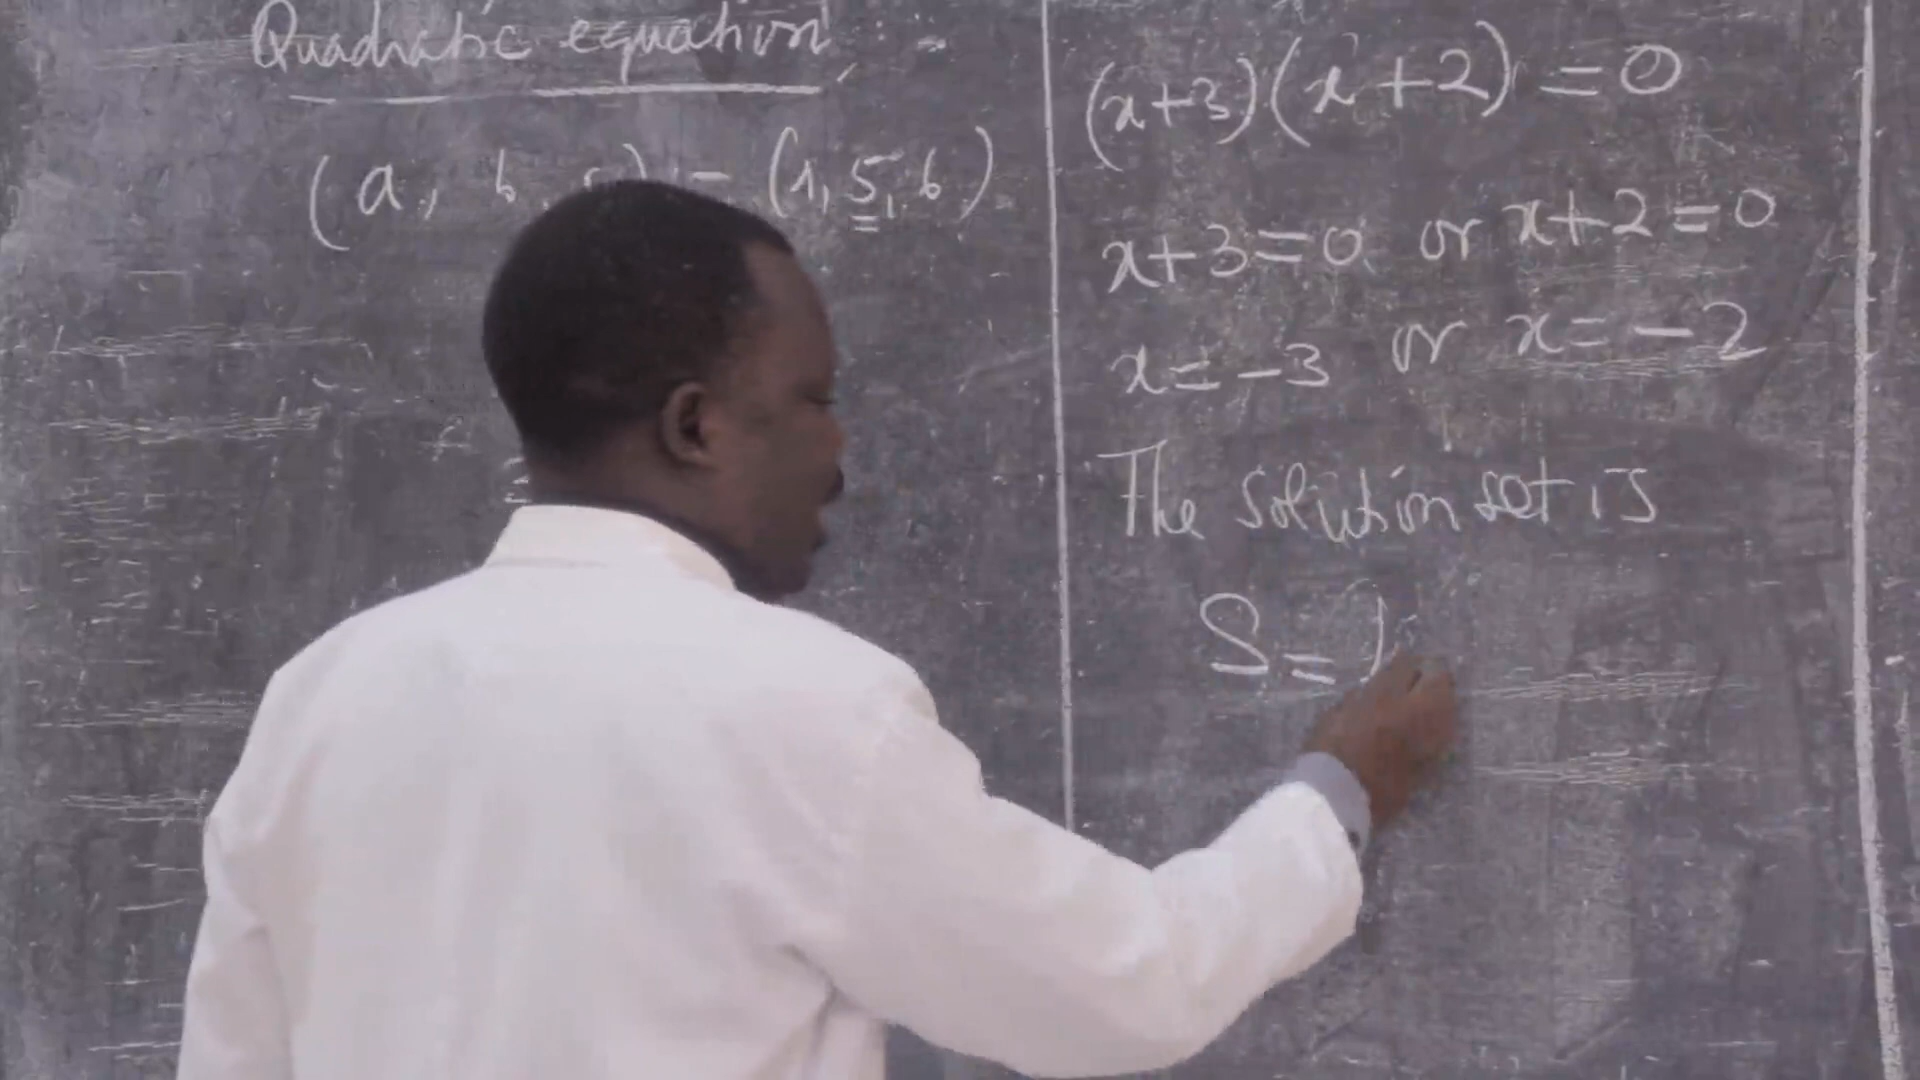 Quadratic equation
(a, b, c) = (1, 5, 6)
(x+3)(x+2) = 0
x+3=0 or x+2=0
x=-3 or x=-2
The solution set is
S = {